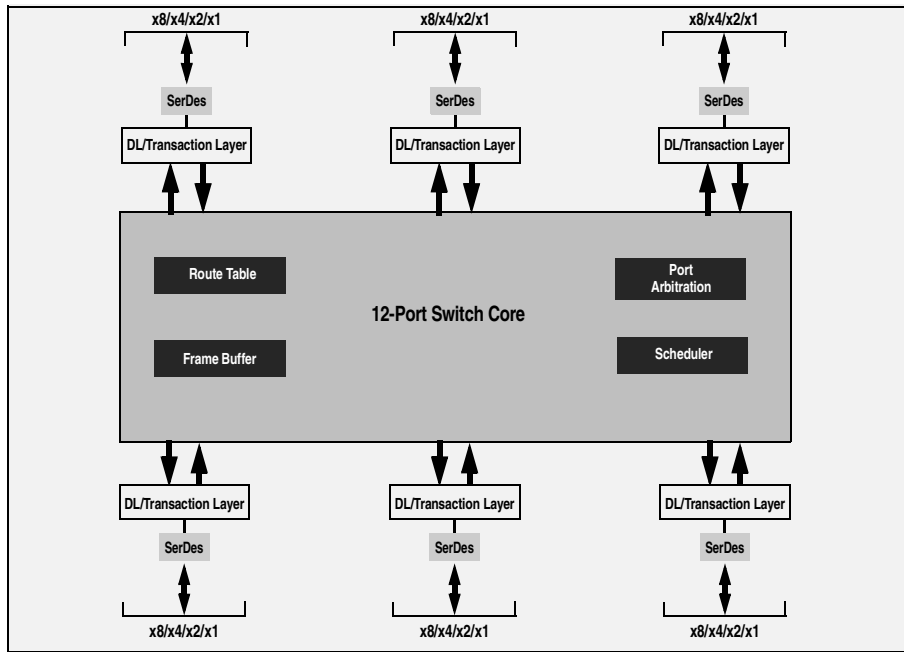 x8/x4/x2/x1
x8/x4/x2/x1
x8/x4/x2/x1
SerDes
SerDes
SerDes
DL/Transaction Layer
DL/Transaction Layer
DL/Transaction Layer
Route Table
Port
Arbitration
12-Port Switch Core
Frame Buffer
Scheduler
DL/Transaction Layer
DL/Transaction Layer
DL/Transaction Layer
SerDes
SerDes
SerDes
x8/x4/x2/x1
x8/x4/x2/x1
x8/x4/x2/x1